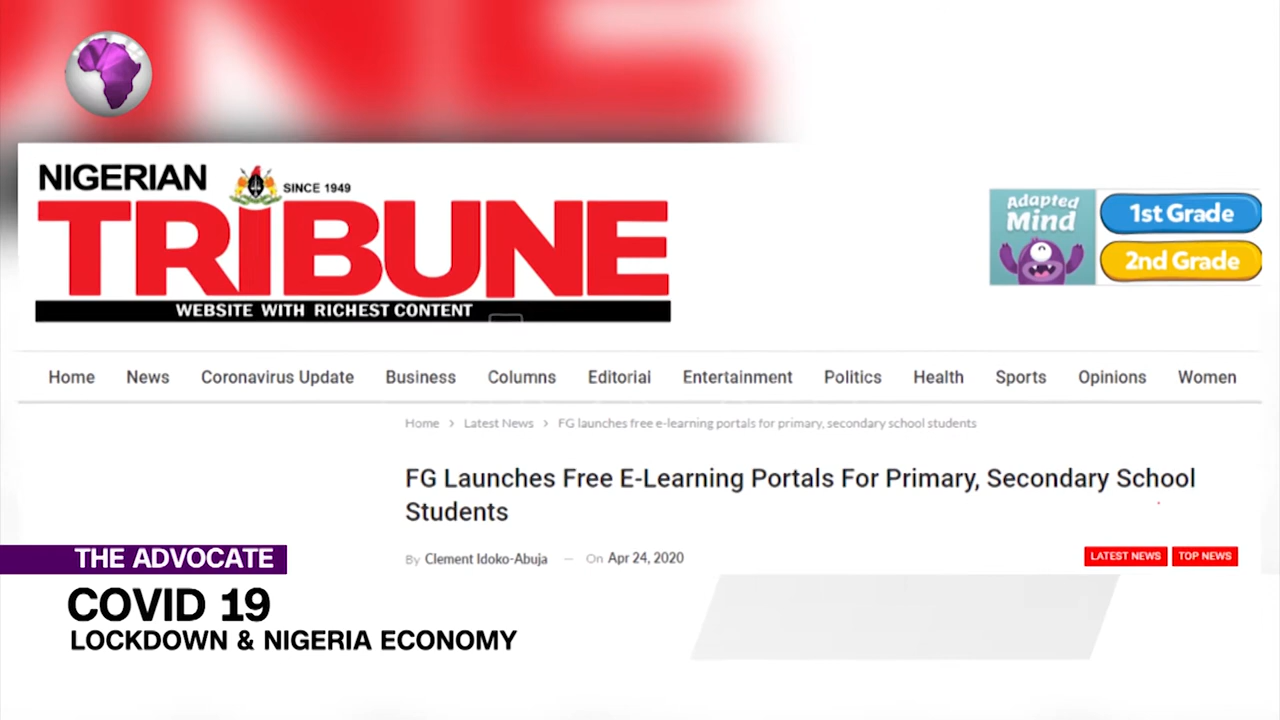 NIGERIAN
SINCE 1949
TRIBUNE
WEBSITE WITH RICHEST CONTENT
Adapted
Mind
1st Grade
2nd Grade
Home News Coronavirus Update Business Columns Editorial Entertainment Politics Health Sports Opinions Women
Home > Latest News > FG launches free e-learning portals for primary, secondary school students
FG Launches Free E-Learning Portals For Primary, Secondary School
Students
By Clement Idoko-Abuja — On Apr 24, 2020
LATEST NEWS TOP NEWS
THE ADVOCATE
COVID 19
LOCKDOWN & NIGERIA ECONOMY